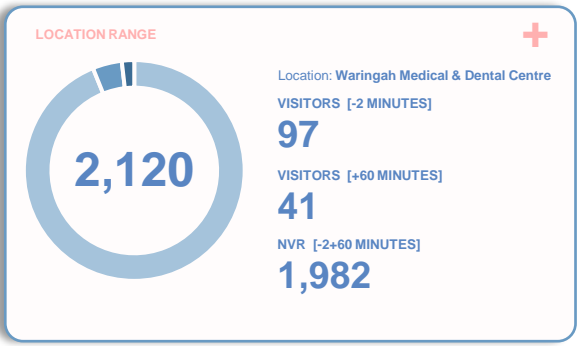 LOCATION RANGE
2,120
Location: Waringah Medical & Dental Centre
VISITORS [-2 MINUTES]
97
VISITORS [+60 MINUTES]
41
NVR [-2+60 MINUTES]
1,982